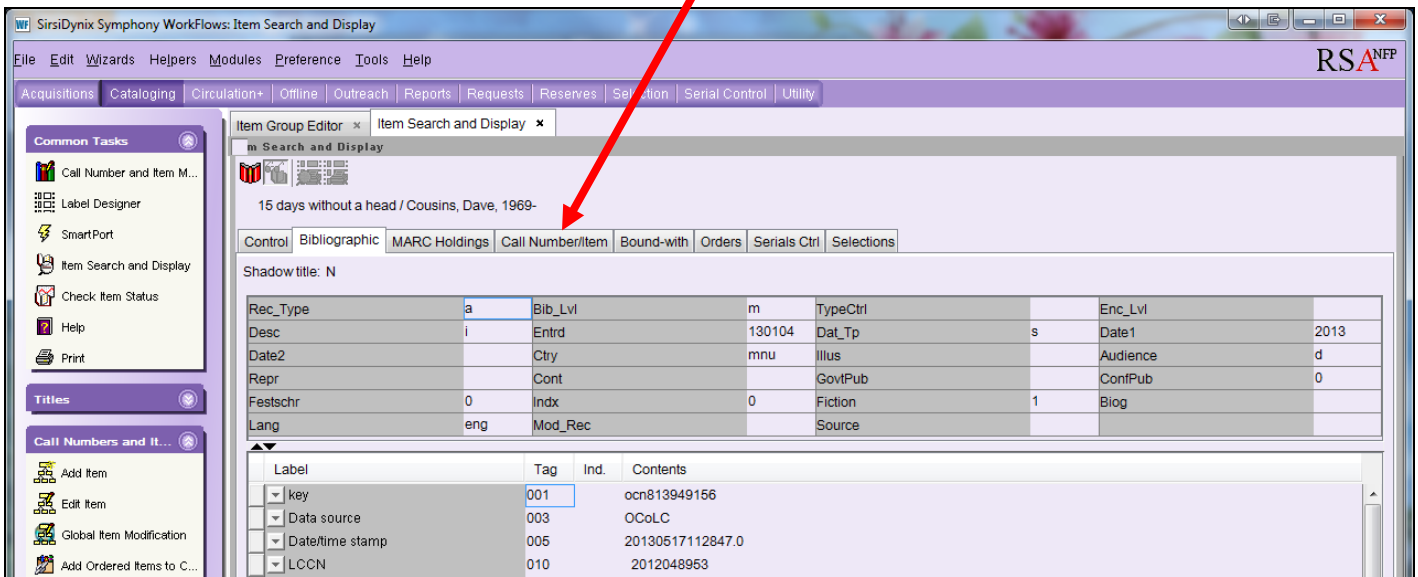 WF SirsiDynix Symphony WorkFlows: Item Search and Display
File Edit Wizards Helpers Modules Preference Tools Help
RSANFP
Acquisitions Cataloging Circulation+ Offline Outreach Reports Requests Reserves Selection Serial Control Utility
Item Group Editor × Item Search and Display ×
Common Tasks
m Search and Display
Call Number and Item M...
Label Designer
15 days without a head / Cousins, Dave, 1969-
SmartPort
Control Bibliographic MARC Holdings Call Number/Item Bound-with Orders Serials Ctrl Selections
Item Search and Display
Shadow title: N
Check Item Status
Rec_Type a Bib_Lvl m TypeCtrl Enc_Lvl
Help
Desc i Entrd 130104 Dat_Tp s Date1 2013
Print
Date2 Ctry mnu Illus Audience d
Repr Cont GovtPub ConfPub 0
Titles
Festschr 0 Indx 0 Fiction 1 Biog
Lang eng Mod_Rec Source
Call Numbers and It...
Label Tag Ind. Contents
Add Item
key 001 ocn813949156
Edit Item
Data source 003 OCoLC
Global Item Modification
Date/time stamp 005 20130517112847.0
Add Ordered Items to C...
LCCN 010 2012048953